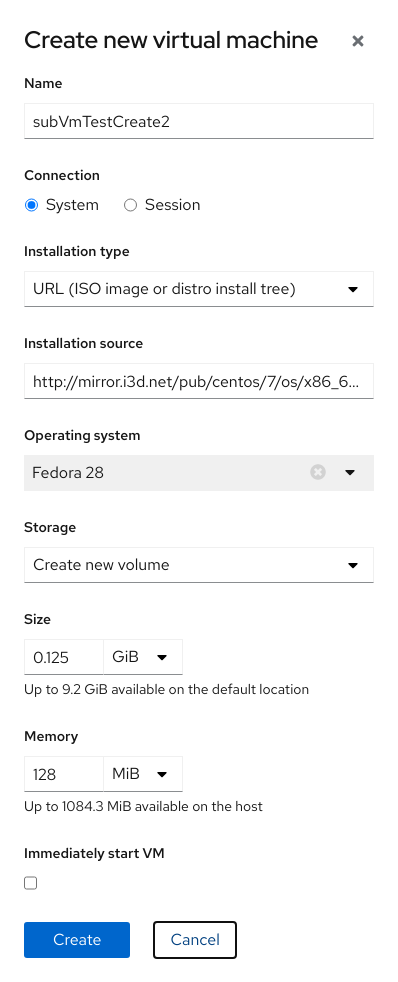 Create new virtual machine
Name
subVmTestCreate2
Connection
System Session
Installation type
URL (ISO image or distro install tree)
Installation source
http://mirror.i3d.net/pub/centos/7/os/x86_6...
Operating system
Fedora 28
Storage
Create new volume
Size
0.125 GiB
Up to 9.2 GiB available on the default location
Memory
128 MiB
Up to 1084.3 MiB available on the host
Immediately start VM
Create Cancel